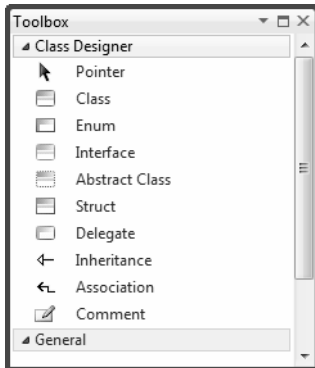 Toolbox
Class Designer
Pointer
Class
Enum
Interface
Abstract Class
Struct
Delegate
Inheritance
Association
Comment
General